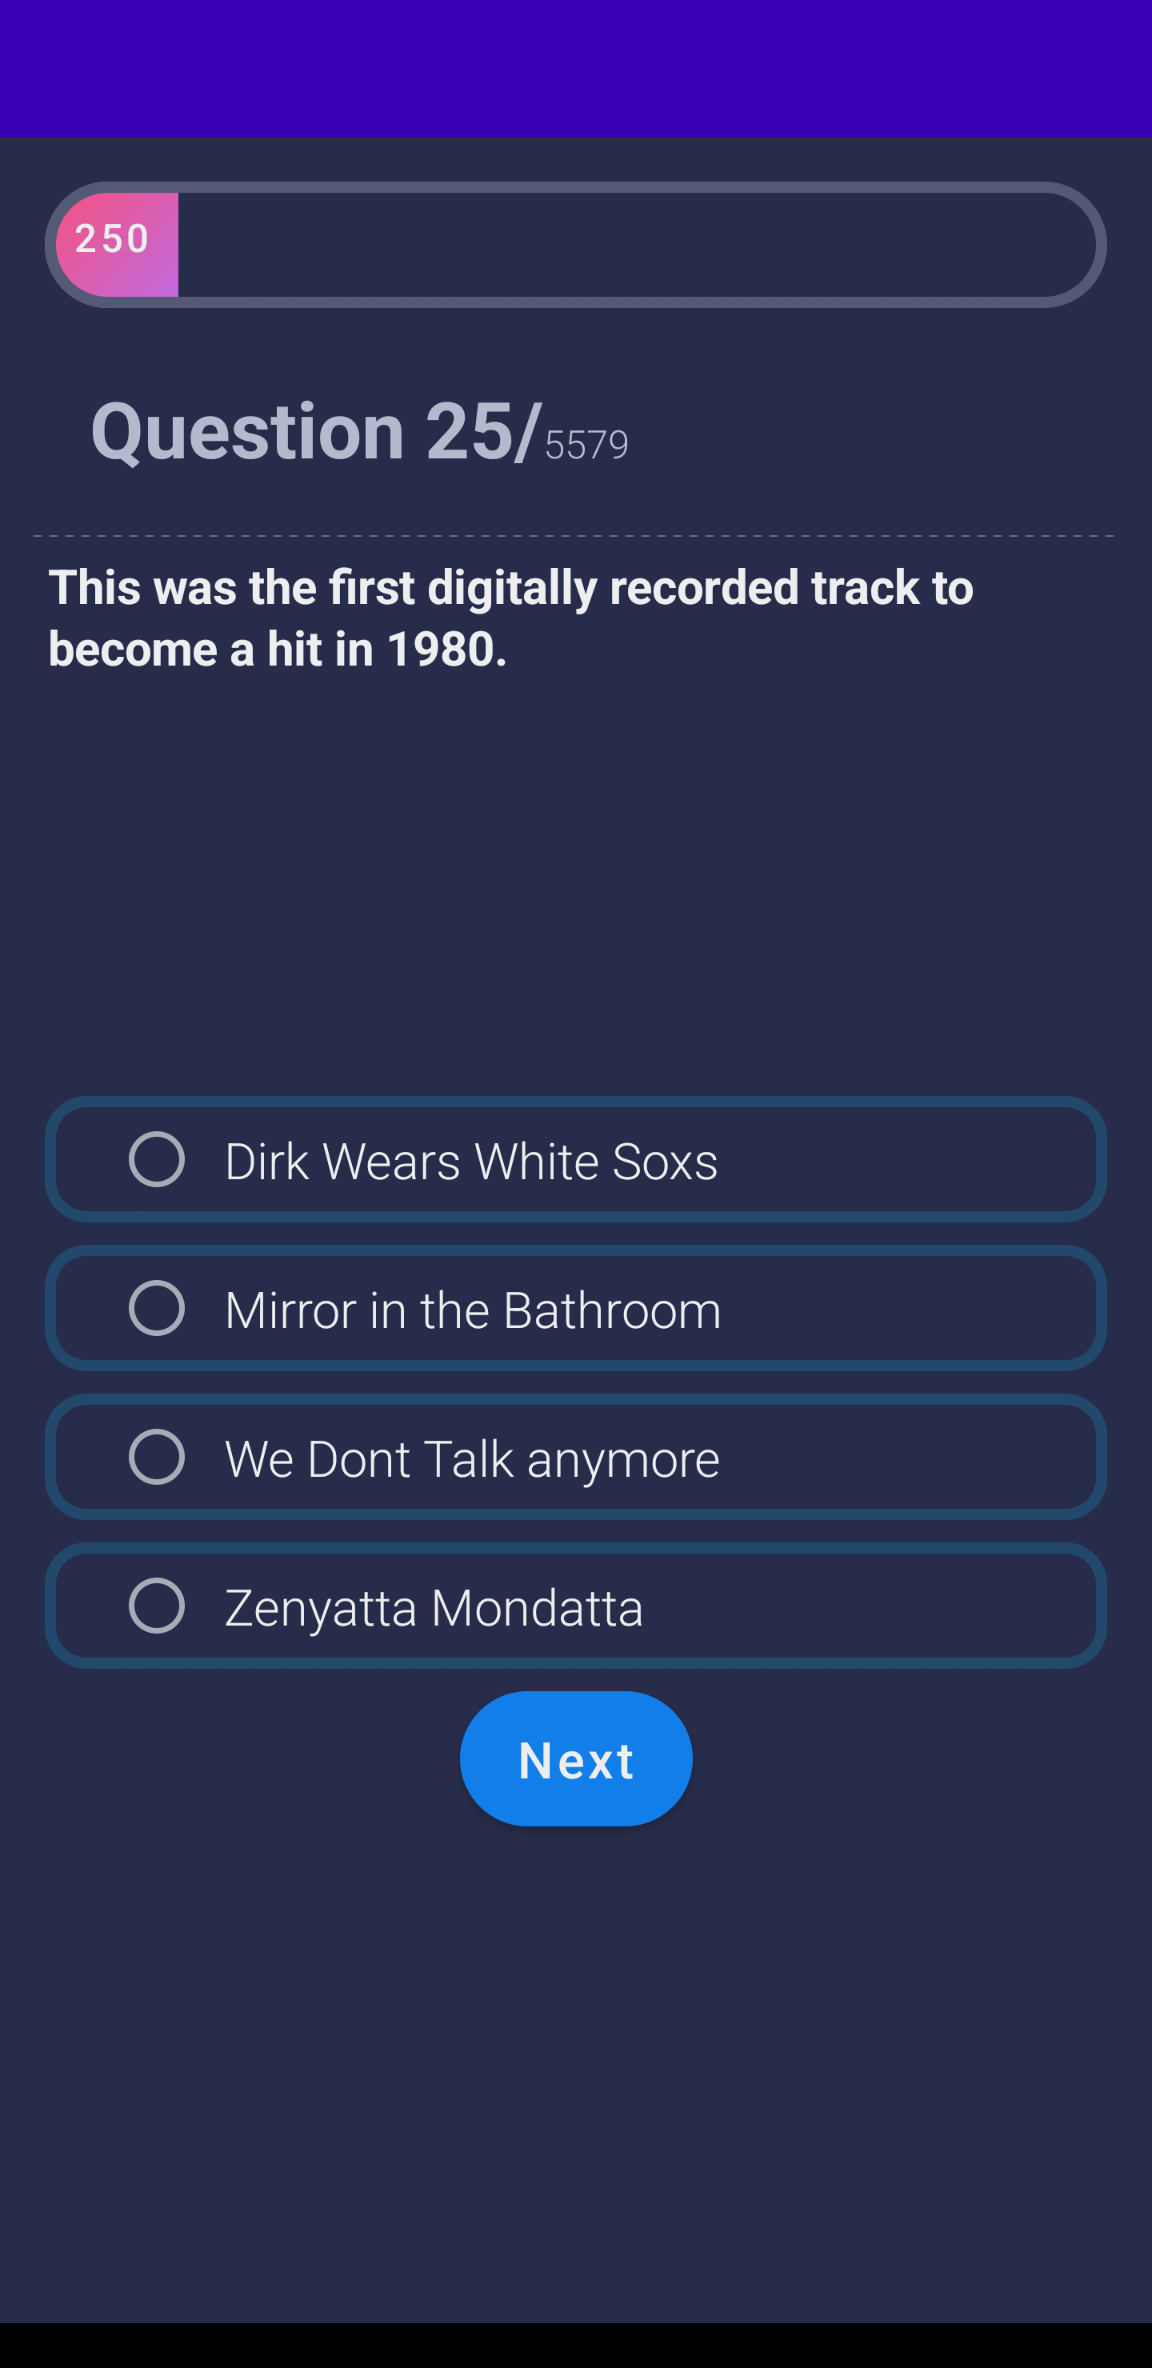 250
Question 25/5579
This was the first digitally recorded track to
become a hit in 1980.
Dirk Wears White Soxs
Mirror in the Bathroom
We Dont Talk anymore
Zenyatta Mondatta
Next